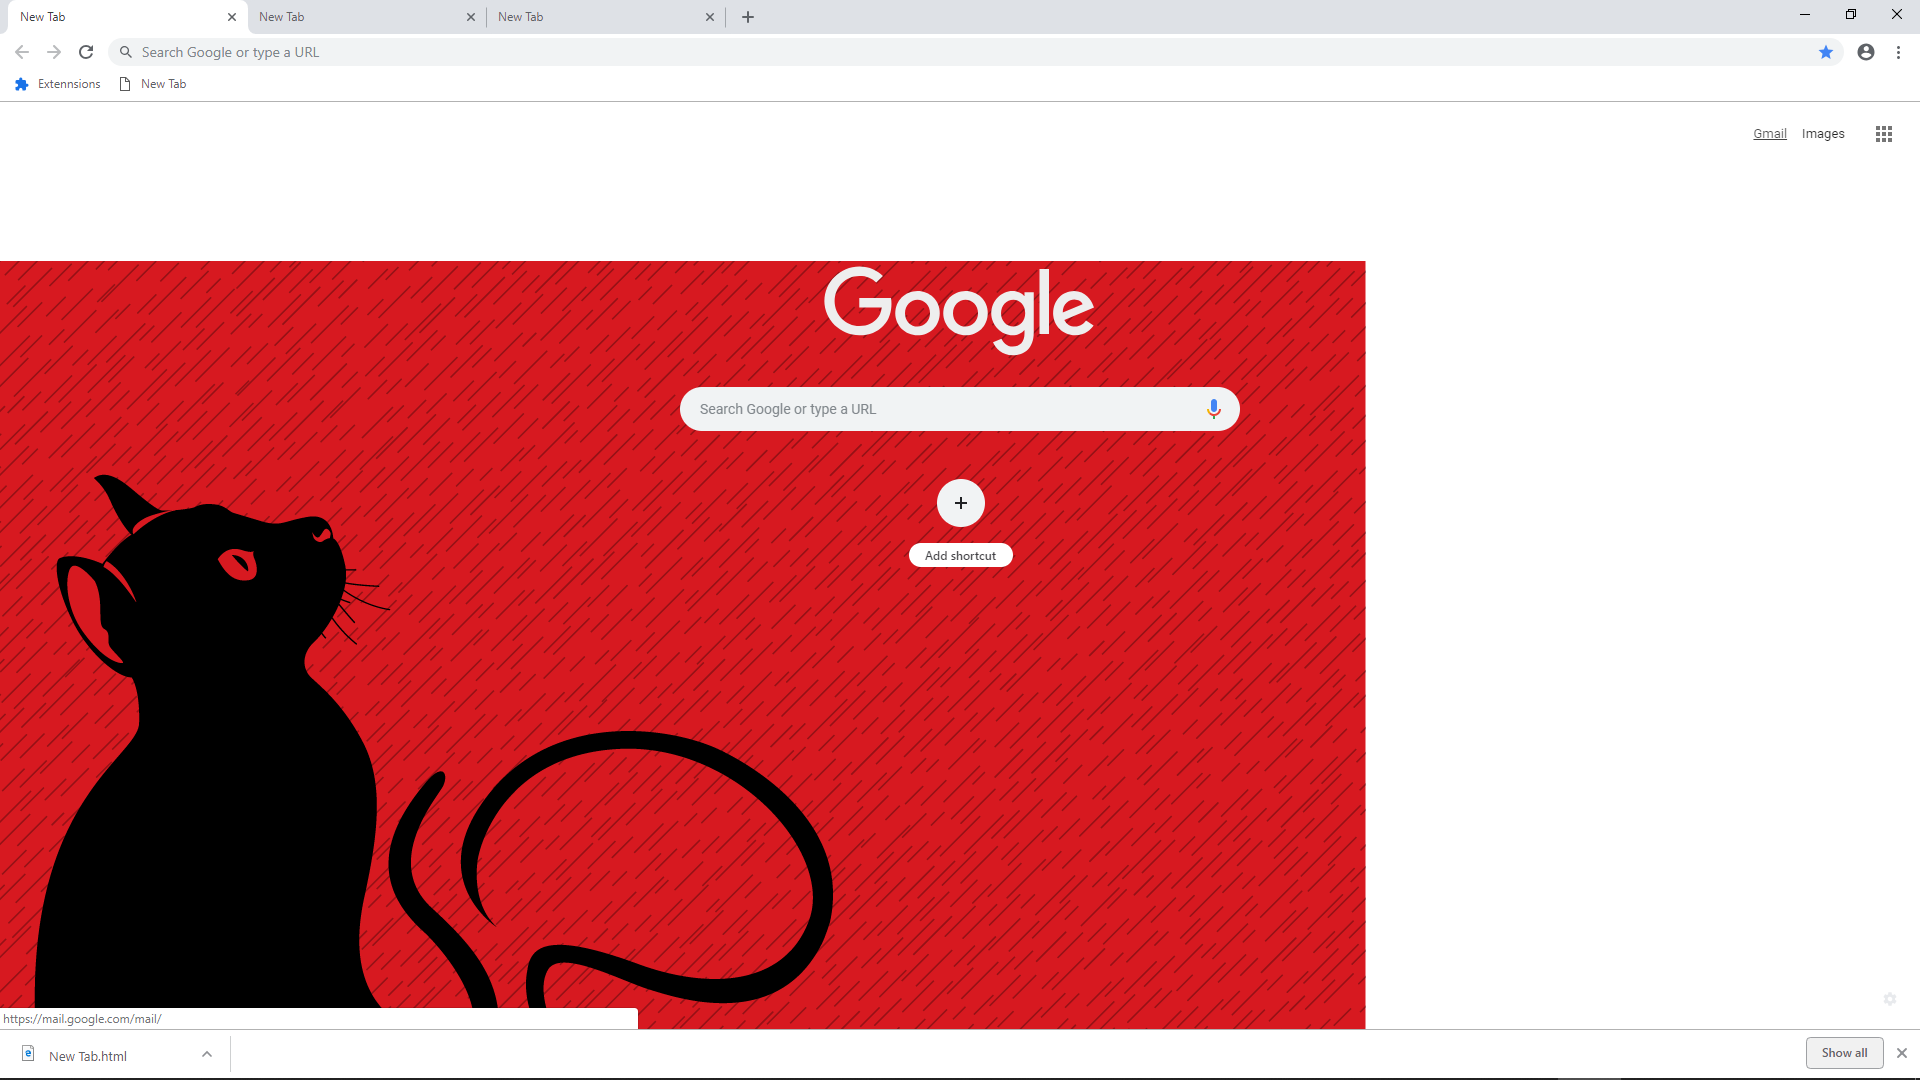 New Tab
New Tab
New Tab
Search Google or type a URL
Extennsions
New Tab
Gmail
Images
Google
Search Google or type a URL
Add shortcut
https://mail.google.com/mail/
New Tab.html
Show all